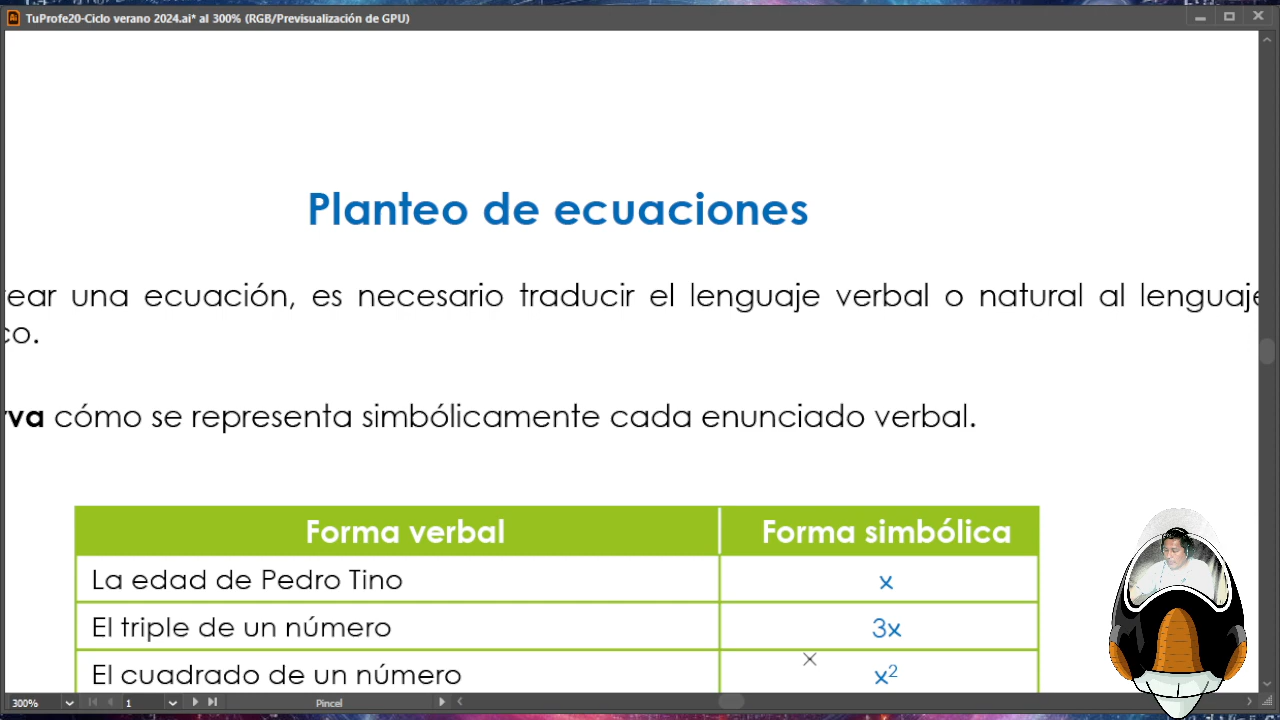 TuProfe20-Ciclo verano 2024.ai* al 300% (RGB/Previsualización de GPU)
Planteo de ecuaciones
ear una ecuación, es necesario traducir el lenguaje verbal o natural al lenguaje
co.
rva cómo se representa simbólicamente cada enunciado verbal.
Forma verbal Forma simbólica
La edad de Pedro Tino x
El triple de un número 3x
El cuadrado de un número x²
300% 1 Pincel